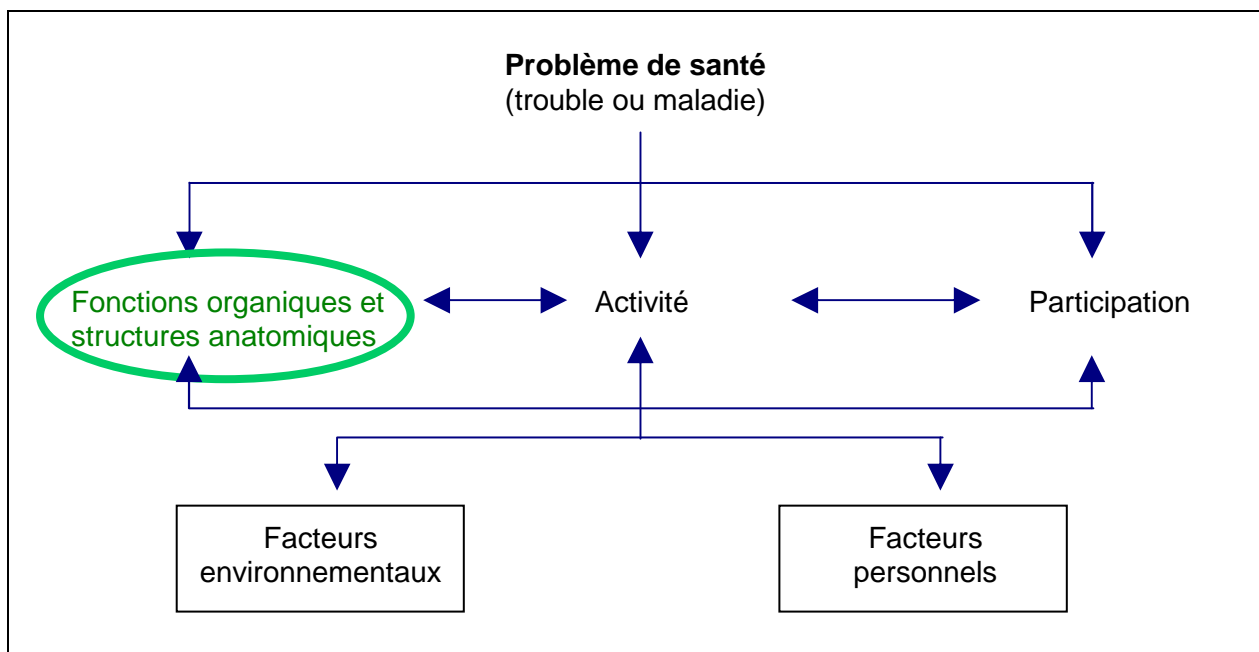 Problème de santé
(trouble ou maladie)
Fonctions organiques et
structures anatomiques
Activité
Participation
Facteurs
environnementaux
Facteurs
personnels